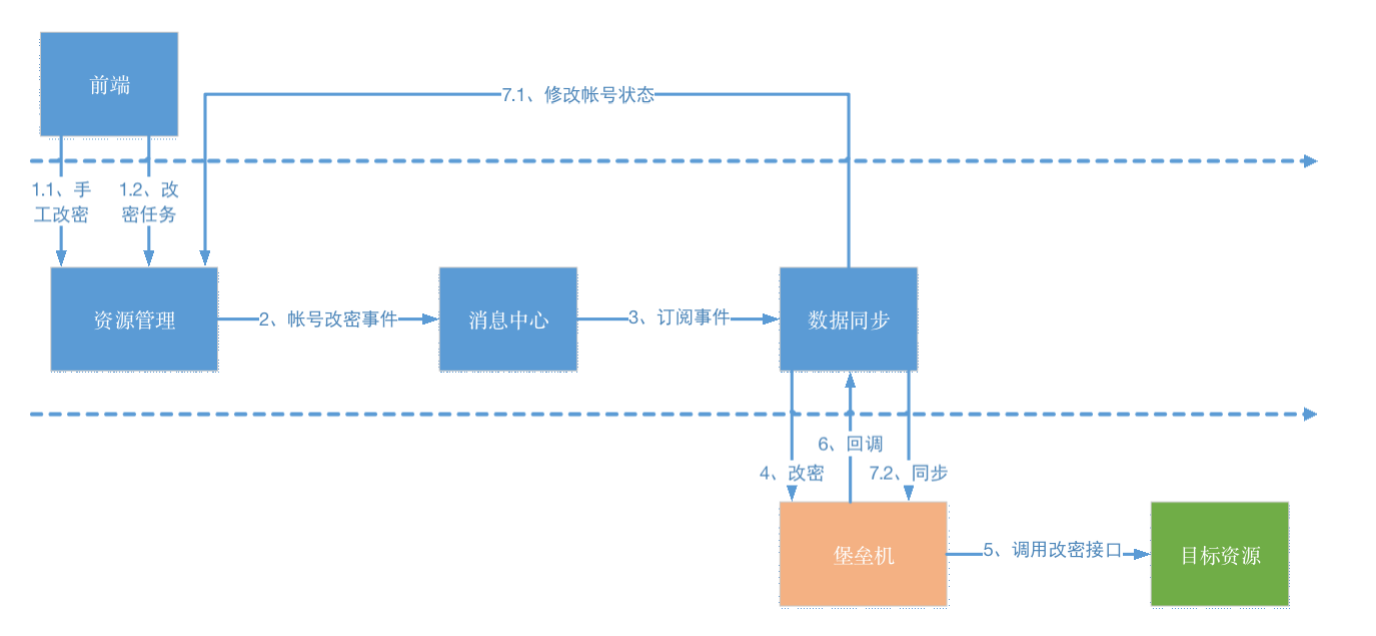 前端
7.1、修改帐号状态
1.1、手
工改密
1.2、改
密任务
资源管理
2、帐号改密事件
消息中心
3、订阅事件
数据同步
6、回调
4、改密
7.2、同步
堡垒机
5、调用改密接口
目标资源